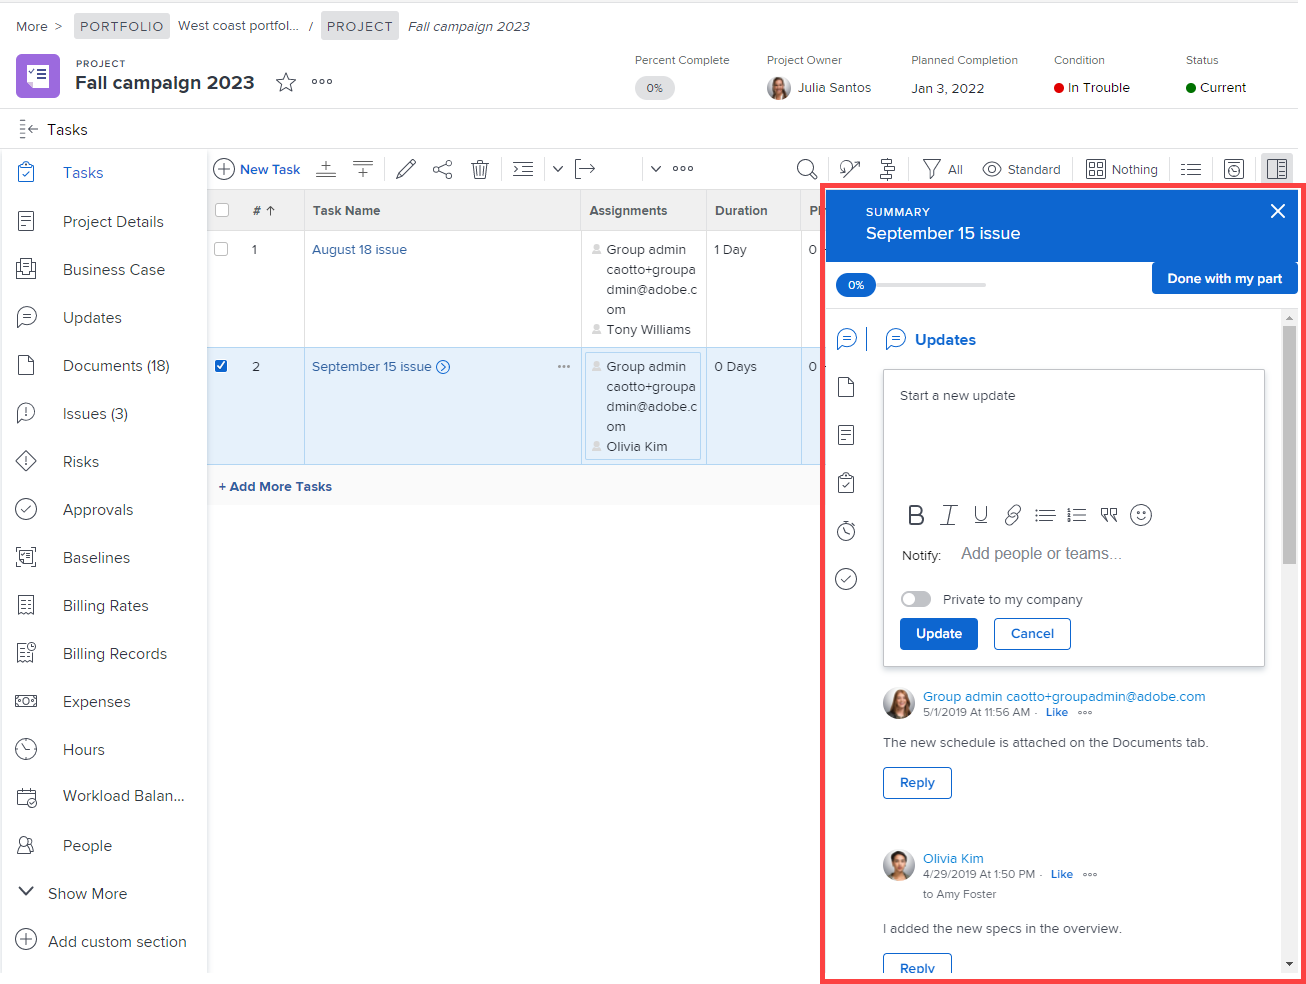 More >
PORTFOLIO
West coast portfol...
/
PROJECT
Fall campaign 2023
PROJECT
Fall campaign 2023
Percent Complete
0%
Project Owner
Julia Santos
Planned Completion
Jan 3, 2022
Condition
In Trouble
Status
Current
Tasks
Tasks
Project Details
Business Case
Updates
Documents (18)
Issues (3)
Risks
Approvals
Baselines
Billing Rates
Billing Records
Expenses
Hours
Workload Balan...
People
Show More
Add custom section
New Task
All
Standard
Nothing
#
Task Name
Assignments
Duration
1
August 18 issue
Group admin
caotto+groupa
dmin@adobe.c
om
Tony Williams
1 Day
0
2
September 15 issue
Group admin
caotto+groupa
dmin@adobe.c
om
Olivia Kim
0 Days
0
+ Add More Tasks
SUMMARY
September 15 issue
0%
Done with my part
Updates
Start a new update
B I U
Notify:
Add people or teams...
Private to my company
Update
Cancel
Group admin caotto+groupadmin@adobe.com
5/1/2019 At 11:56 AM · Like
The new schedule is attached on the Documents tab.
Reply
Olivia Kim
4/29/2019 At 1:50 PM · Like
to Amy Foster
I added the new specs in the overview.
Reply